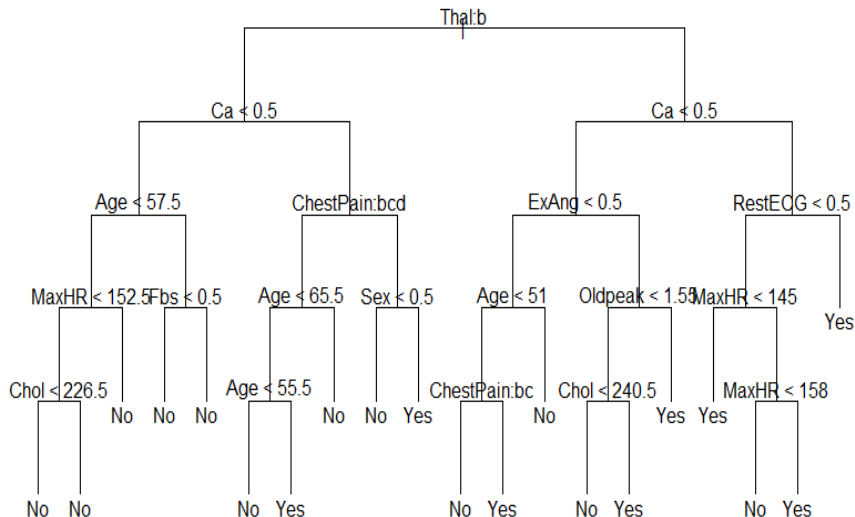 Thal:b
Ca < 0.5 Ca < 0.5
Age < 57.5 ChestPain:bcd ExAng < 0.5 RestECG < 0.5
MaxHR < 152.5 Fbs < 0.5 Age < 65.5 Sex < 0.5 Age < 51 Oldpeak < 1.55 MaxHR < 145
Yes
Chol < 226.5 Age < 55.5 ChestPain:bc Chol < 240.5 MaxHR < 158
No No No No No Yes No Yes Yes
No No No Yes No Yes No Yes No Yes